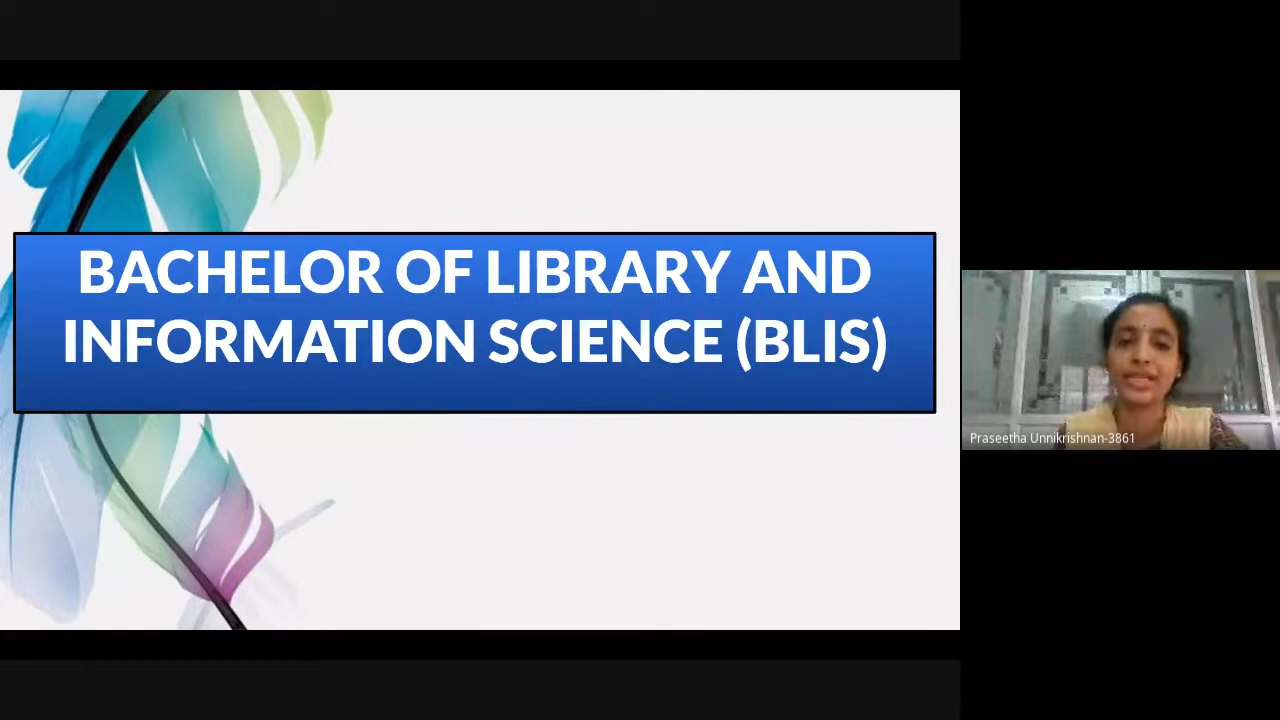 BACHELOR OF LIBRARY AND
INFORMATION SCIENCE (BLIS)
Praseetha Unnikrishnan-3861